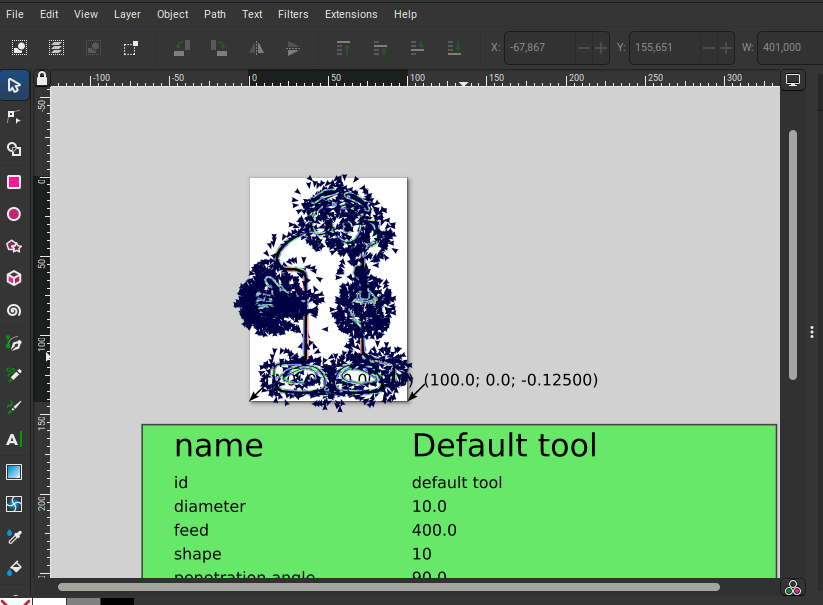 File Edit View Layer Object Path Text Filters Extensions Help
X: -67,867 Y: 155,651 W: 401,000
-100 -50 0 50 100 150 200 250 300
-50
0
50
100
150
200
(100.0; 0.0; -0.12500)
name Default tool
id default tool
diameter 10.0
feed 400.0
shape 10
penetration angle 90.0